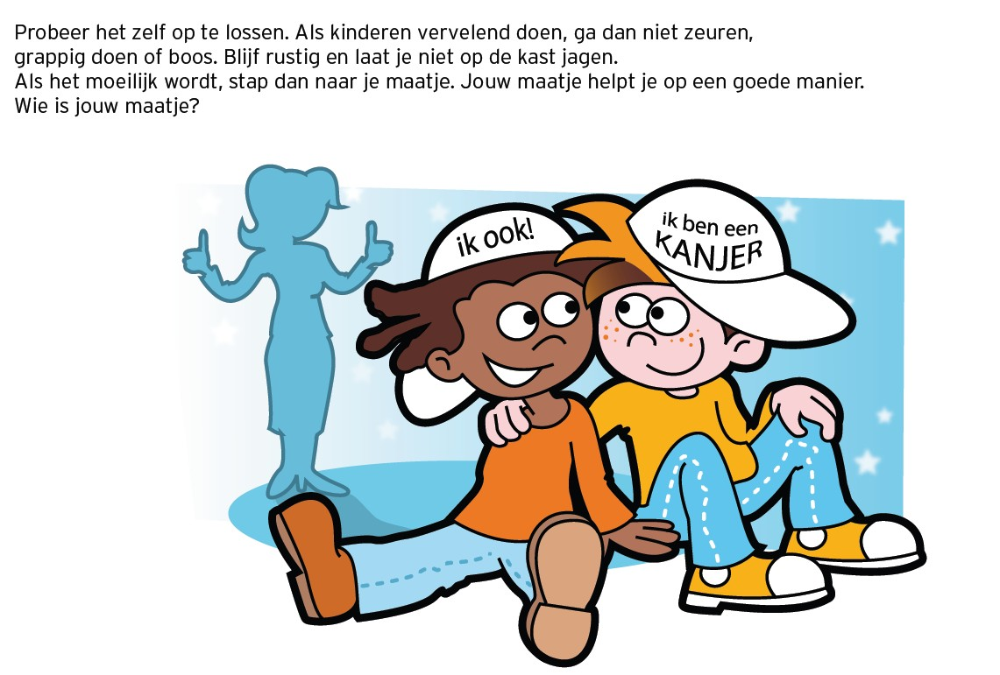 Probeer het zelf op te lossen. Als kinderen vervelend doen, ga dan niet zeuren,
grappig doen of boos. Blijf rustig en laat je niet op de kast jagen.
Als het moeilijk wordt, stap dan naar je maatje. Jouw maatje helpt je op een goede manier.
Wie is jouw maatje?
ik ook!
ik ben een
KANJER